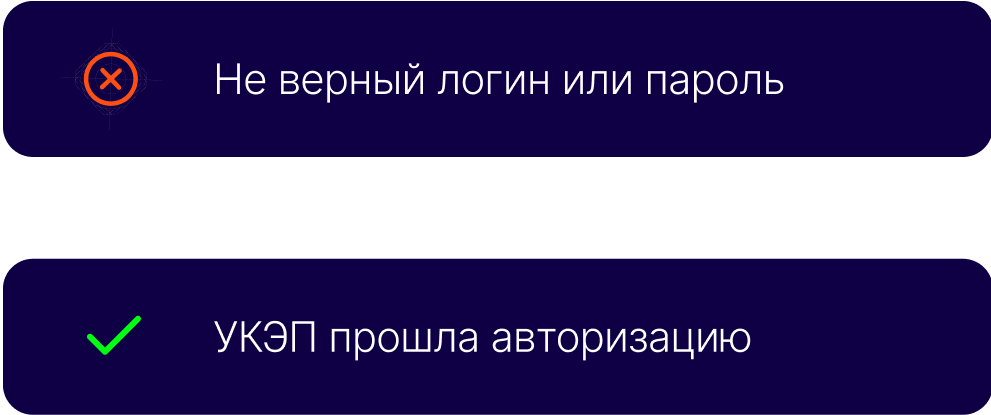 Не верный логин или пароль
УКЭП прошла авторизацию